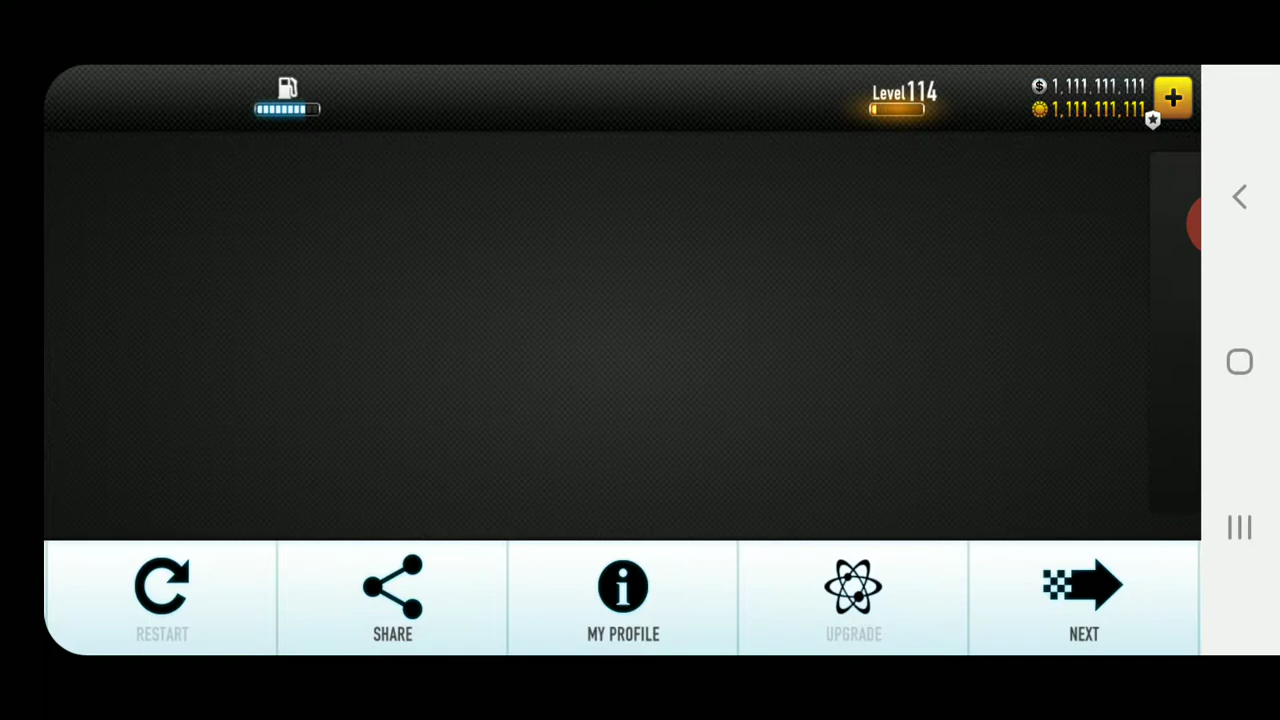 Level 114
1,111,111,111
1,111,111,111
RESTART
SHARE
MY PROFILE
UPGRADE
NEXT